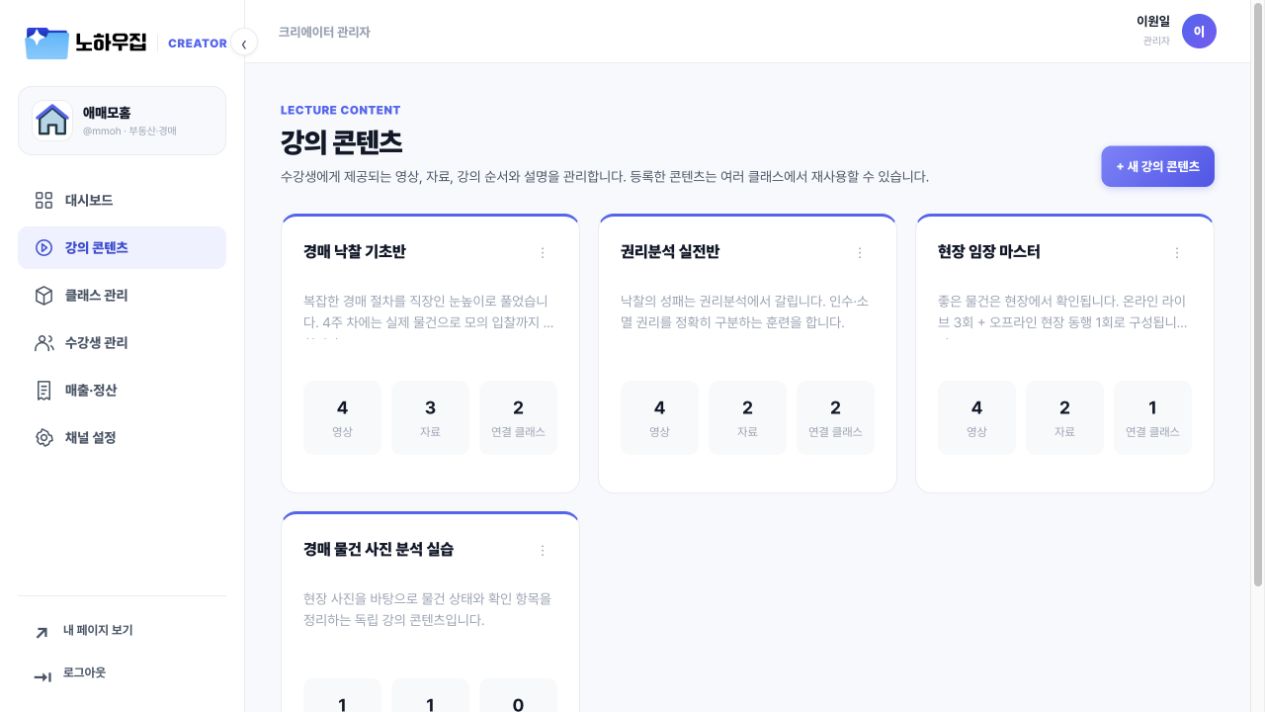 노하우집
CREATOR
애매모홈
@mmoh · 부동산·경매
대시보드
강의 콘텐츠
클래스 관리
수강생 관리
매출·정산
채널 설정
내 페이지 보기
로그아웃
크리에이터 관리자
이원일
관리자
이
LECTURE CONTENT
강의 콘텐츠
수강생에게 제공되는 영상, 자료, 강의 순서와 설명을 관리합니다. 등록한 콘텐츠는 여러 클래스에서 재사용할 수 있습니다.
+ 새 강의 콘텐츠
경매 낙찰 기초반
복잡한 경매 절차를 직장인 눈높이로 풀었습니
다. 4주 차에는 실제 물건으로 모의 입찰까지 ...
4
영상
3
자료
2
연결 클래스
권리분석 실전반
낙찰의 성패는 권리분석에서 갈립니다. 인수·소
멸 권리를 정확히 구분하는 훈련을 합니다.
4
영상
2
자료
2
연결 클래스
현장 임장 마스터
좋은 물건은 현장에서 확인됩니다. 온라인 라이
브 3회 + 오프라인 현장 동행 1회로 구성됩니...
4
영상
2
자료
1
연결 클래스
경매 물건 사진 분석 실습
현장 사진을 바탕으로 물건 상태와 확인 항목을
정리하는 독립 강의 콘텐츠입니다.
1
1
0